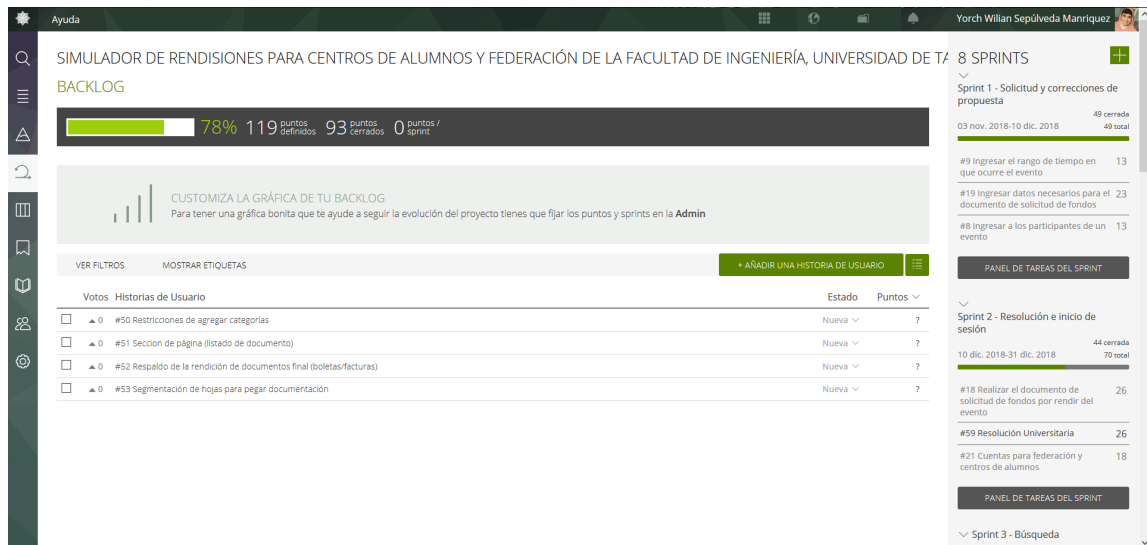 Ayuda
Yorch Wilian Sepúlveda Manriquez
SIMULADOR DE RENDISIONES PARA CENTROS DE ALUMNOS Y FEDERACIÓN DE LA FACULTAD DE INGENIERÍA, UNIVERSIDAD DE TA
BACKLOG
78% 119 puntos definidos 93 puntos cerrados 0 puntos / sprint
CUSTOMIZA LA GRÁFICA DE TU BACKLOG
Para tener una gráfica bonita que te ayude a seguir la evolución del proyecto tienes que fijar los puntos y sprints en la Admin
VER FILTROS MOSTRAR ETIQUETAS + AÑADIR UNA HISTORIA DE USUARIO
Votos Historias de Usuario Estado Puntos
0 #50 Restricciones de agregar categorías Nueva ?
0 #51 Seccion de página (listado de documento) Nueva ?
0 #52 Respaldo de la rendición de documentos final (boletas/facturas) Nueva ?
0 #53 Segmentación de hojas para pegar documentación Nueva ?
8 SPRINTS
Sprint 1 - Solicitud y correcciones de
propuesta
49 cerrada
03 nov. 2018-10 dic. 2018 49 total
#9 Ingresar el rango de tiempo en 13
que ocurre el evento
#19 Ingresar datos necesarios para el 23
documento de solicitud de fondos
#8 Ingresar a los participantes de un 13
evento
PANEL DE TAREAS DEL SPRINT
Sprint 2 - Resolución e inicio de
sesión
44 cerrada
10 dic. 2018-31 dic. 2018 70 total
#18 Realizar el documento de 26
solicitud de fondos por rendir del
evento
#59 Resolución Universitaria 26
#21 Cuentas para federación y 18
centros de alumnos
PANEL DE TAREAS DEL SPRINT
Sprint 3 - Búsqueda